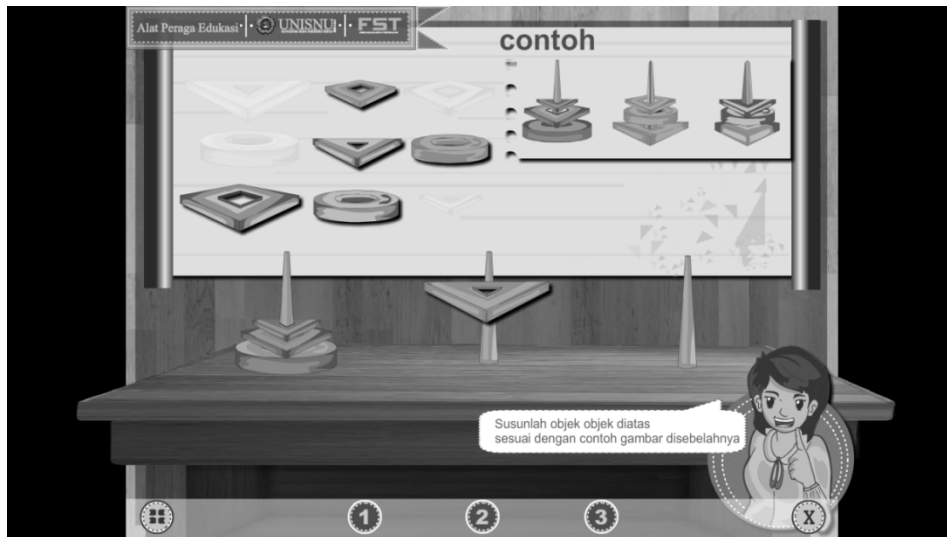 Alat Peraga Edukasi UNISNU FST
contoh
Susunlah objek objek diatas
sesuai dengan contoh gambar disebelahnya
1 2 3 X